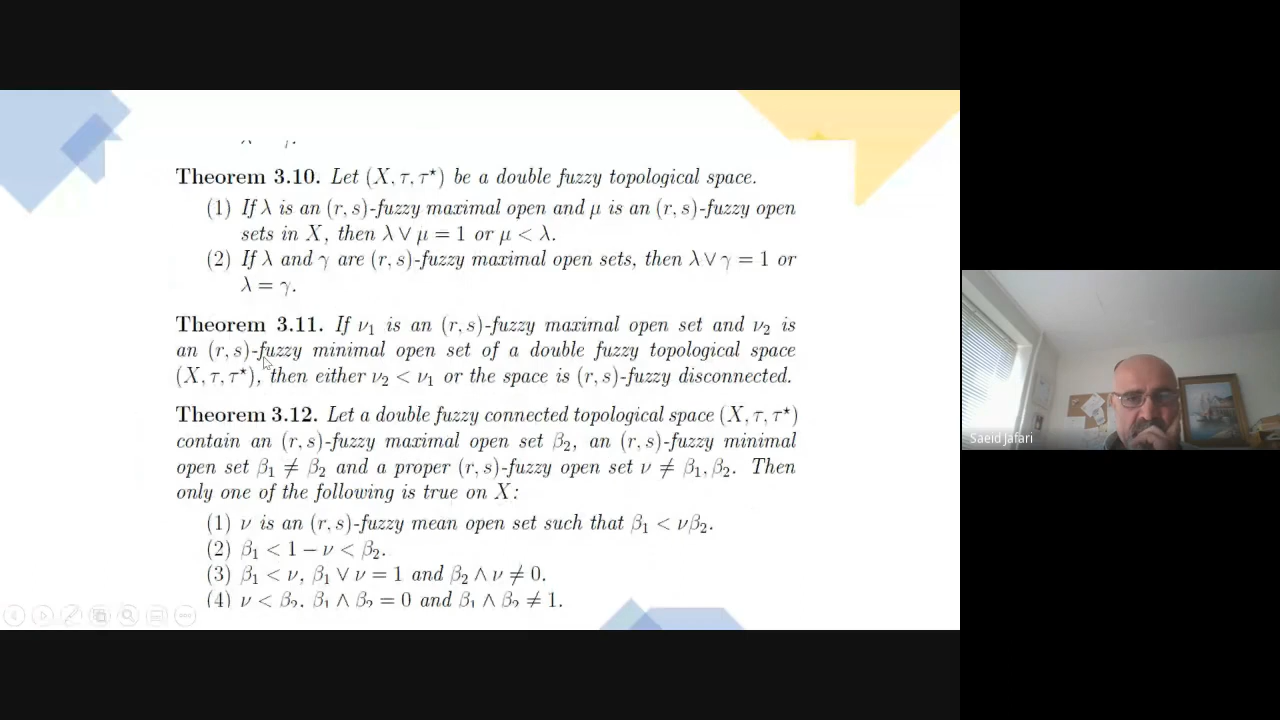 Theorem 3.10. Let (X, τ, τ⋆) be a double fuzzy topological space.
(1) If λ is an (r, s)-fuzzy maximal open and μ is an (r, s)-fuzzy open
sets in X, then λ ∨ μ = 1 or μ < λ.
(2) If λ and γ are (r, s)-fuzzy maximal open sets, then λ ∨ γ = 1 or
λ = γ.
Theorem 3.11. If ν₁ is an (r, s)-fuzzy maximal open set and ν₂ is
an (r, s)-fuzzy minimal open set of a double fuzzy topological space
(X, τ, τ⋆), then either ν₂ < ν₁ or the space is (r, s)-fuzzy disconnected.
Theorem 3.12. Let a double fuzzy connected topological space (X, τ, τ⋆)
contain an (r, s)-fuzzy maximal open set β₂, an (r, s)-fuzzy minimal
open set β₁ ≠ β₂ and a proper (r, s)-fuzzy open set ν ≠ β₁, β₂. Then
only one of the following is true on X:
(1) ν is an (r, s)-fuzzy mean open set such that β₁ < νβ₂.
(2) β₁ < 1 − ν < β₂.
(3) β₁ < ν, β₁ ∨ ν = 1 and β₂ ∧ ν ≠ 0.
(4) ν < β₂, β₁ ∧ β₂ = 0 and β₁ ∧ β₂ ≠ 1.
Saeid Jafari